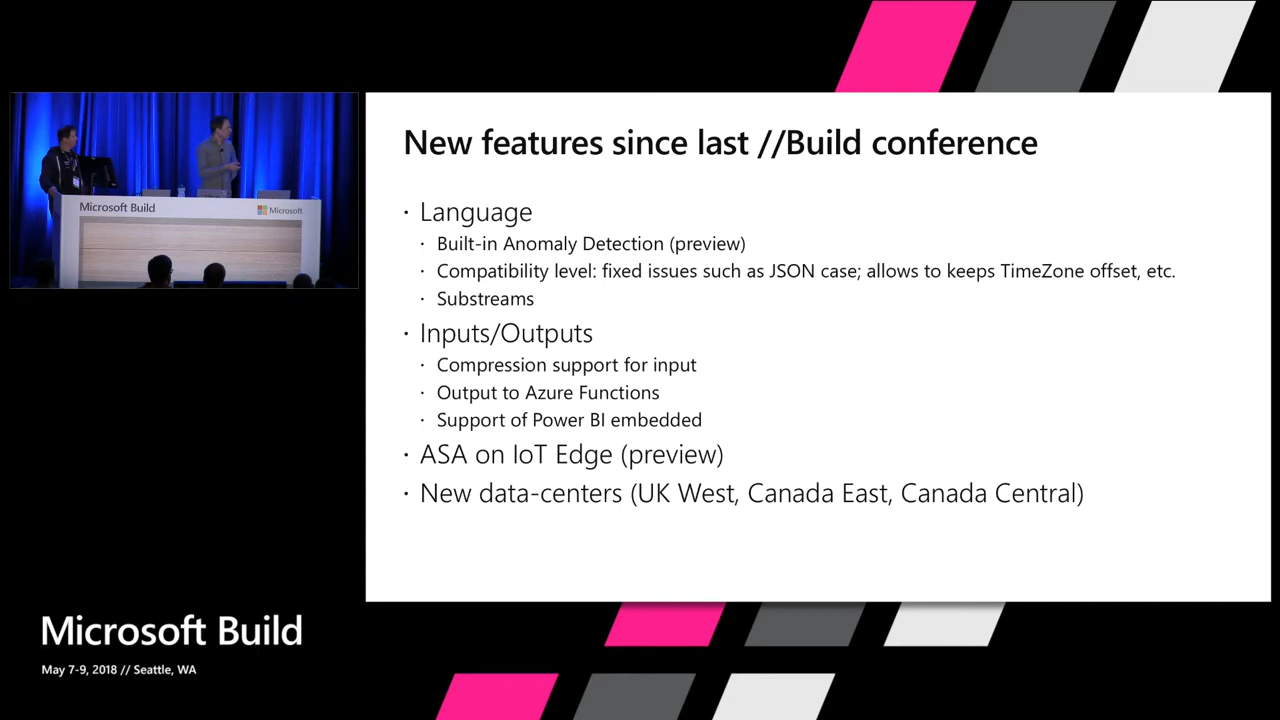 New features since last //Build conference
· Language
· Built-in Anomaly Detection (preview)
· Compatibility level: fixed issues such as JSON case; allows to keeps TimeZone offset, etc.
· Substreams
· Inputs/Outputs
· Compression support for input
· Output to Azure Functions
· Support of Power BI embedded
· ASA on IoT Edge (preview)
· New data-centers (UK West, Canada East, Canada Central)
Microsoft Build
Microsoft
Microsoft Build
May 7-9, 2018 // Seattle, WA